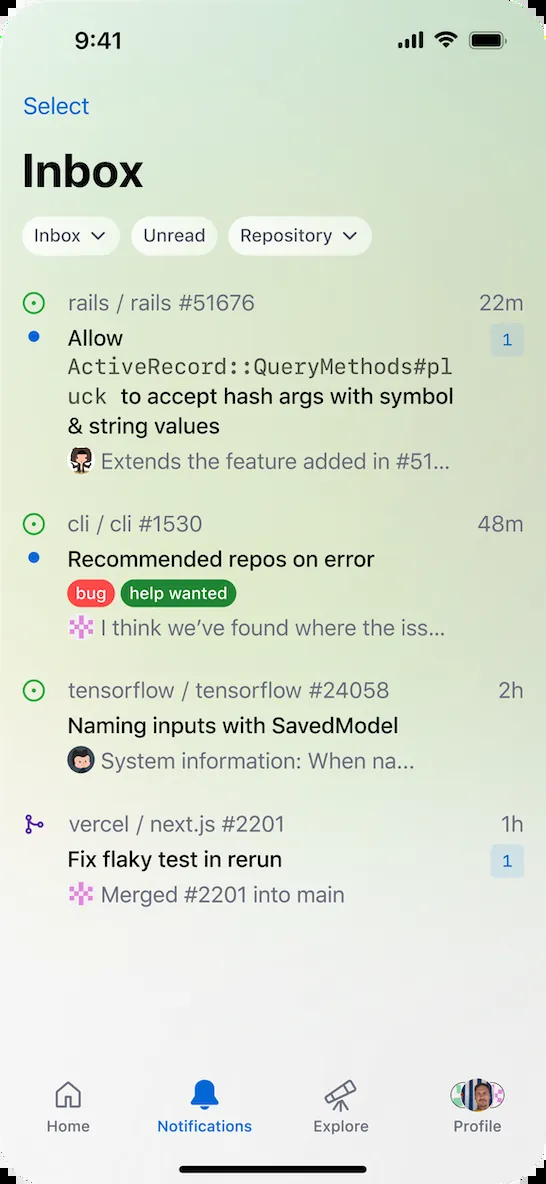 9:41
Select
Inbox
Inbox Unread Repository
rails / rails #51676 22m
Allow 1
ActiveRecord::QueryMethods#pl
uck to accept hash args with symbol
& string values
Extends the feature added in #51...
cli / cli #1530 48m
Recommended repos on error
bug help wanted
I think we’ve found where the iss...
tensorflow / tensorflow #24058 2h
Naming inputs with SavedModel
System information: When na...
vercel / next.js #2201 1h
Fix flaky test in rerun 1
Merged #2201 into main
Home Notifications Explore Profile